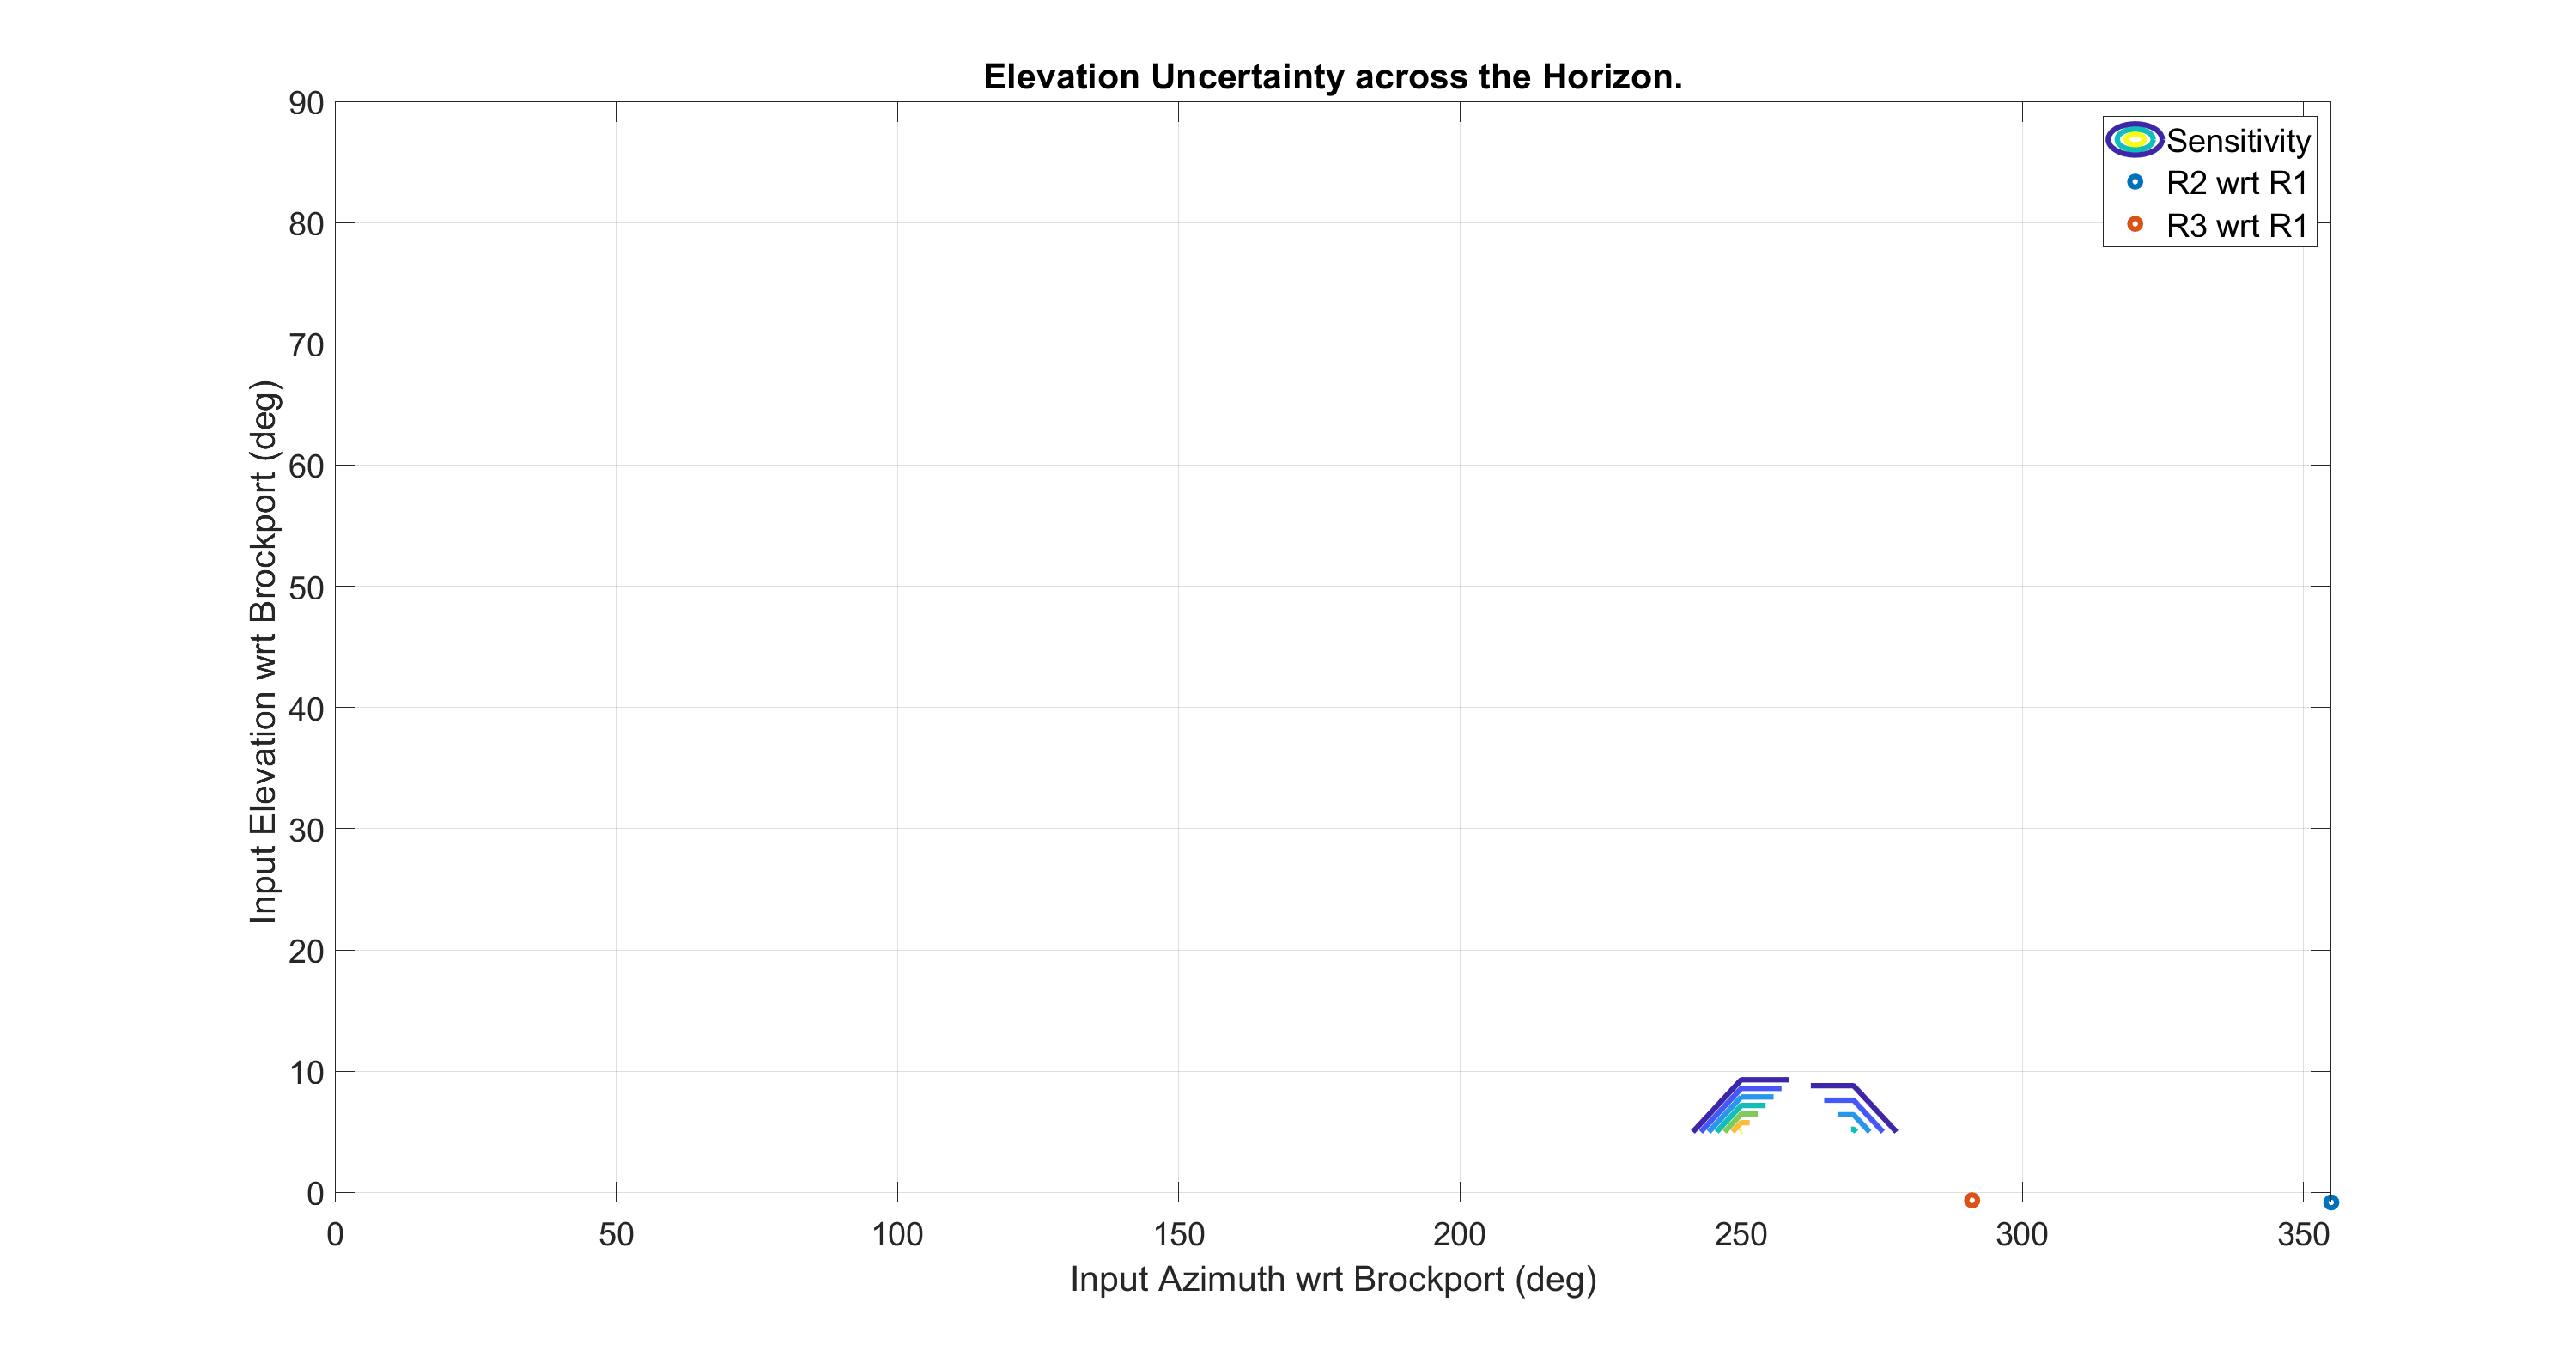 Elevation Uncertainty across the Horizon.
90
80
70
60
50
40
30
20
10
0
Input Elevation wrt Brockport (deg)
Sensitivity
R2 wrt R1
R3 wrt R1
0 50 100 150 200 250 300 350
Input Azimuth wrt Brockport (deg)